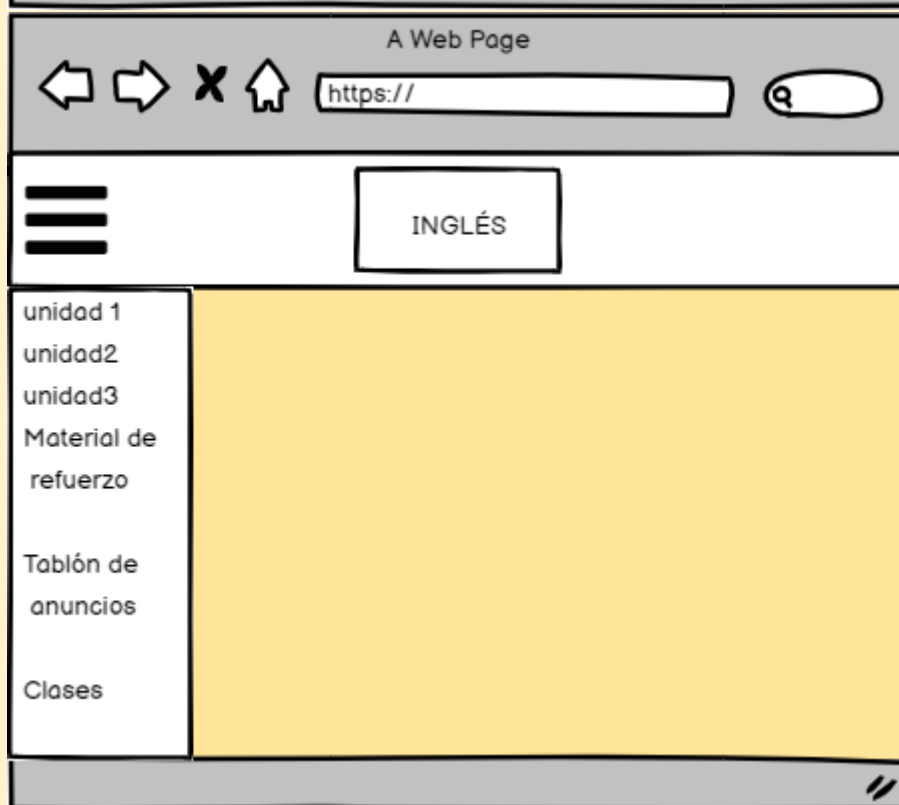 A Web Page
https://
INGLÉS
unidad 1
unidad2
unidad3
Material de
refuerzo
Tablón de
anuncios
Clases